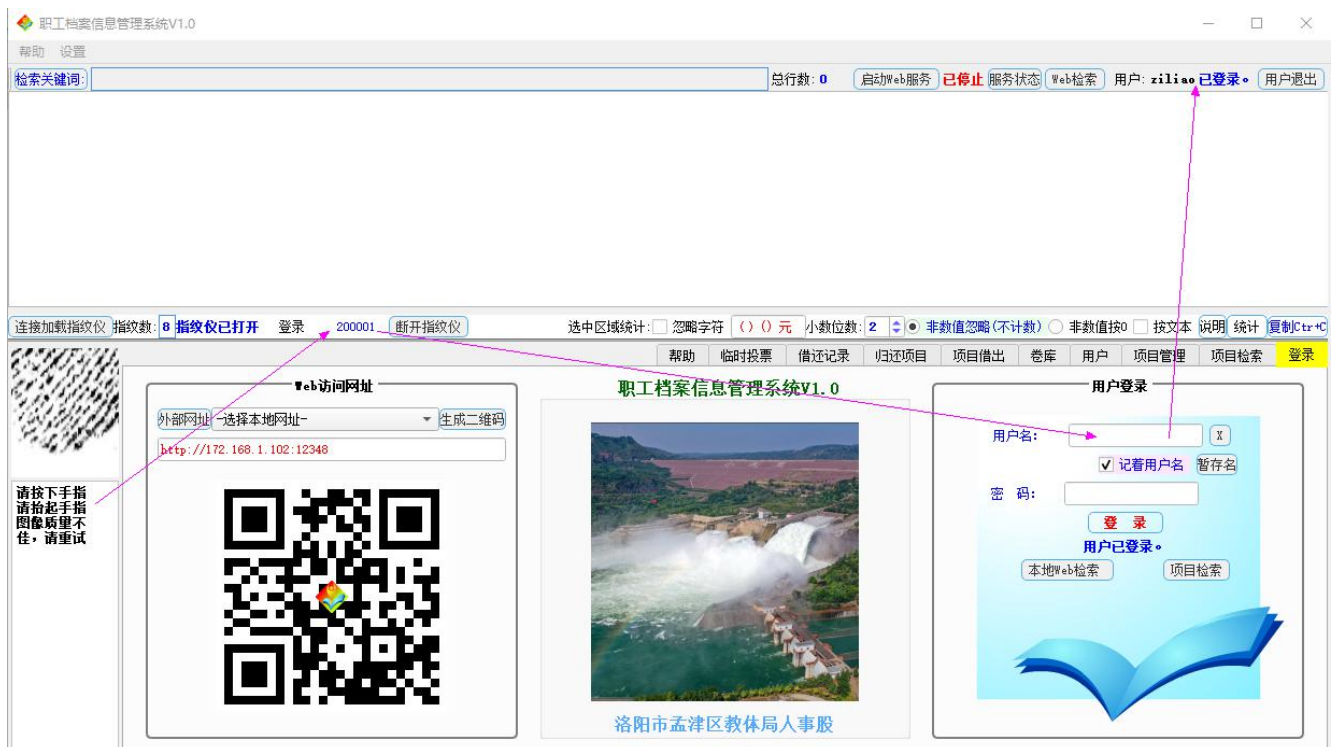 职工档案信息管理系统V1.0
帮助 设置
检索关键词: 总行数: 0 启动Web服务 已停止 服务状态 Web检索 用户: ziliao 已登录。 用户退出
连接加载指纹仪 指纹数: 8 指纹仪已打开 登录 200001 断开指纹仪 选中区域统计: 忽略字符 ()() 元 小数位数: 2 非数值忽略(不计数) 非数值按0 按文本 说明 统计 复制Ctr+C
帮助 临时投票 借还记录 归还项目 项目借出 卷库 用户 项目管理 项目检索 登录
请按下手指
请抬起手指
图像质量不
佳，请重试
Web访问网址
外部网址 -选择本地网址- 生成二维码
http://172.168.1.102:12348
职工档案信息管理系统V1.0
洛阳市孟津区教体局人事股
用户登录
用户名: X
记着用户名 暂存名
密 码:
登 录
用户已登录。
本地Web检索 项目检索